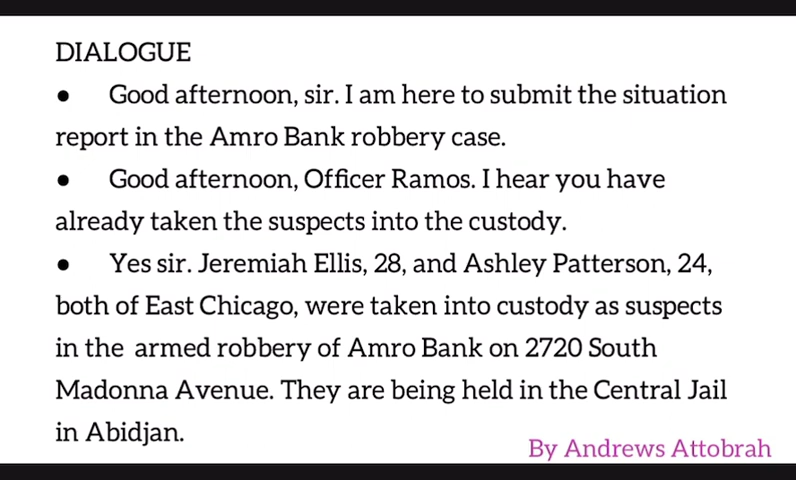 DIALOGUE
● Good afternoon, sir. I am here to submit the situation
report in the Amro Bank robbery case.
● Good afternoon, Officer Ramos. I hear you have
already taken the suspects into the custody.
● Yes sir. Jeremiah Ellis, 28, and Ashley Patterson, 24,
both of East Chicago, were taken into custody as suspects
in the armed robbery of Amro Bank on 2720 South
Madonna Avenue. They are being held in the Central Jail
in Abidjan.
By Andrews Attobrah